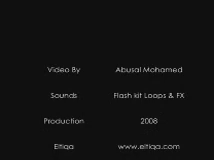 Video By Abusal Mohamed
Sounds Flash kit Loops & FX
Production 2008
Eltiqa www.eltiqa.com